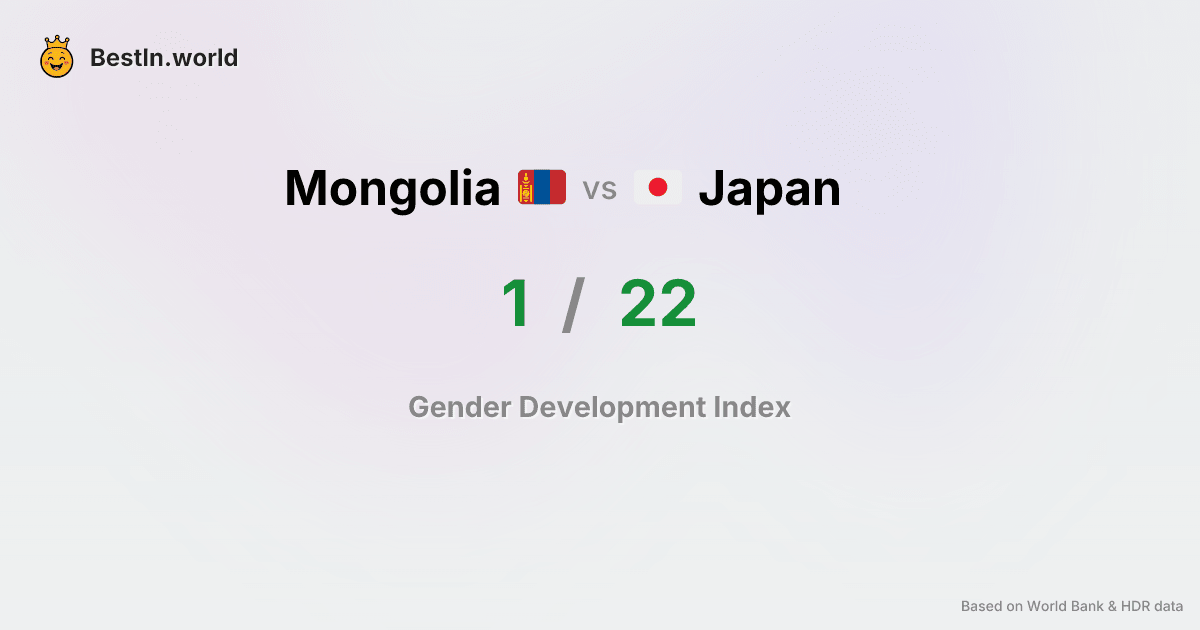 BestIn.world
Mongolia vs Japan
1 / 22
Gender Development Index
Based on World Bank & HDR data